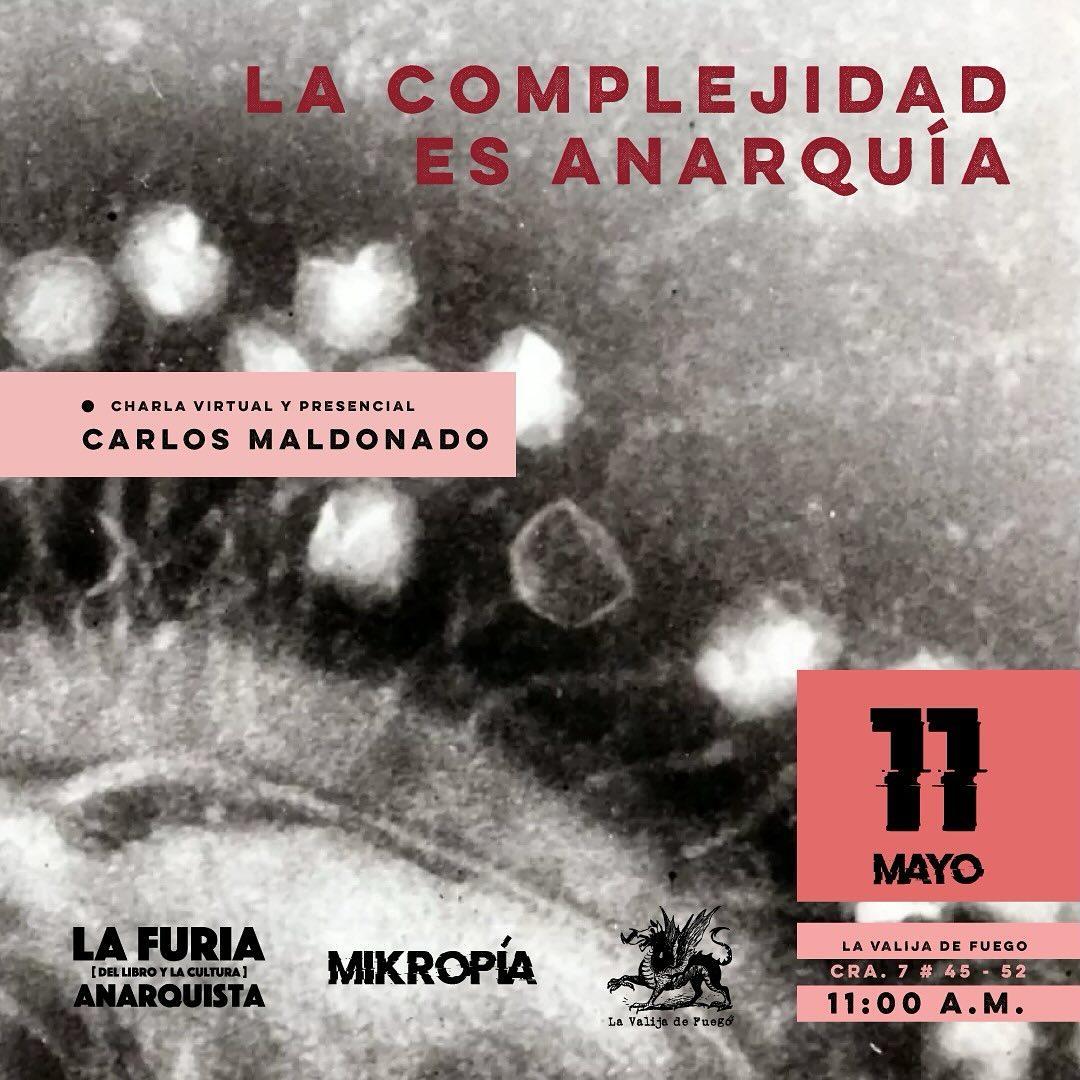 LA COMPLEJIDAD
ES ANARQUÍA
CHARLA VIRTUAL Y PRESENCIAL
CARLOS MALDONADO
11
MAYO
LA VALIJA DE FUEGO
CRA. 7 # 45 - 52
11:00 A.M.
LA FURIA
[ DEL LIBRO Y LA CULTURA ]
ANARQUISTA
MIKROPÍA
La Valija de Fuego